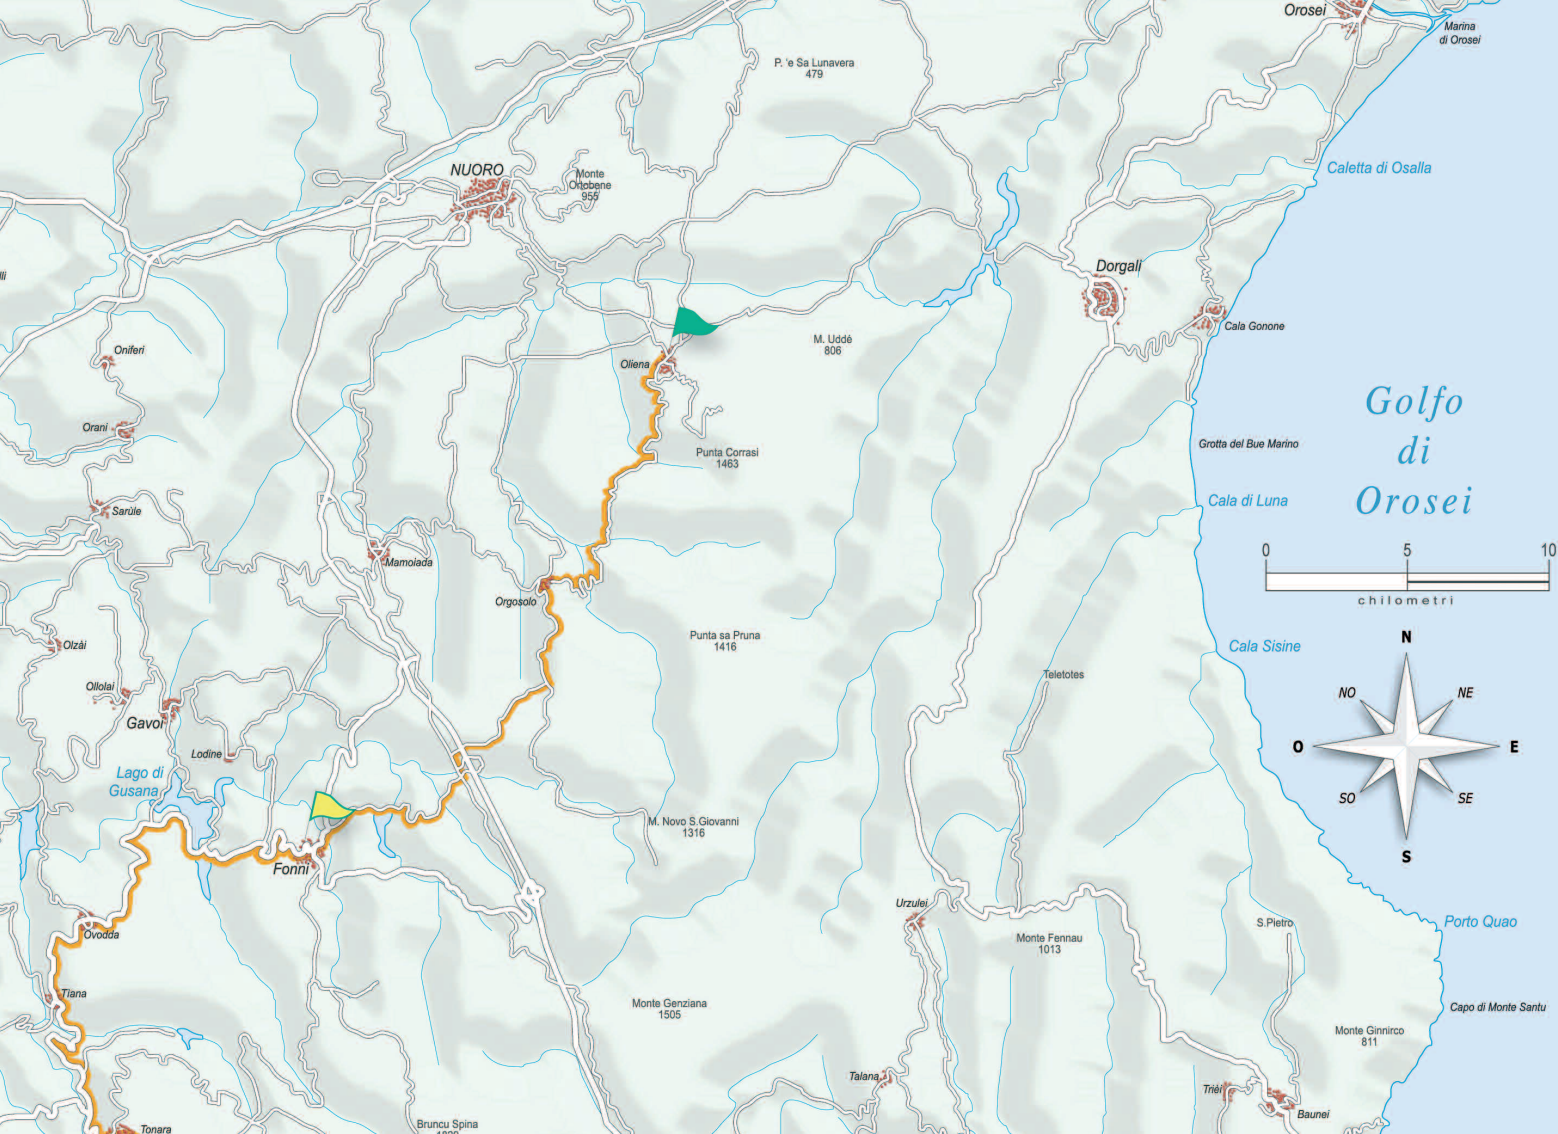 Orosei
Marina
di Orosei
P. 'e Sa Lunavera
479
NUORO
Monte
Ortobene
955
Caletta di Osalla
Dorgali
Cala Gonone
Oniferi
Oliena
M. Uddé
806
Orani
Golfo
di
Orosei
Grotta del Bue Marino
Punta Corrasi
1463
Cala di Luna
Sarùle
0 5 10
chilometri
Mamoiada
Orgosolo
Punta sa Pruna
1416
Olzái
Cala Sisine
N
NO NE
O E
SO SE
S
Teletotes
Ollolai
Gavoi
Lodine
Lago di
Gusana
M. Novo S.Giovanni
1316
Fonni
Urzulei
Ovodda
Monte Fennau
1013
S.Pietro
Porto Quao
Tiana
Monte Genziana
1505
Capo di Monte Santu
Monte Ginnirco
811
Talana
Triéi
Baunei
Tonara
Bruncu Spina